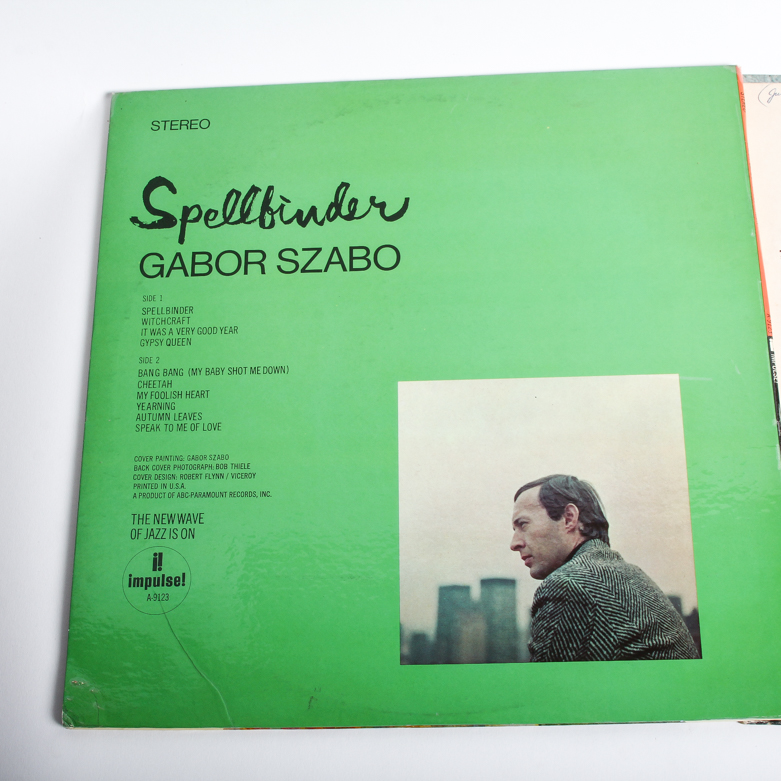 STEREO
Spellbinder
GABOR SZABO
SIDE 1
SPELLBINDER
WITCHCRAFT
IT WAS A VERY GOOD YEAR
GYPSY QUEEN
SIDE 2
BANG BANG (MY BABY SHOT ME DOWN)
CHEETAH
MY FOOLISH HEART
YEARNING
AUTUMN LEAVES
SPEAK TO ME OF LOVE
COVER PAINTING: GABOR SZABO
BACK COVER PHOTOGRAPH: BOB THIELE
COVER DESIGN: ROBERT FLYNN / VICEROY
PRINTED IN U.S.A.
A PRODUCT OF ABC-PARAMOUNT RECORDS, INC.
THE NEW WAVE
OF JAZZ IS ON
i!
impulse!
A-9123